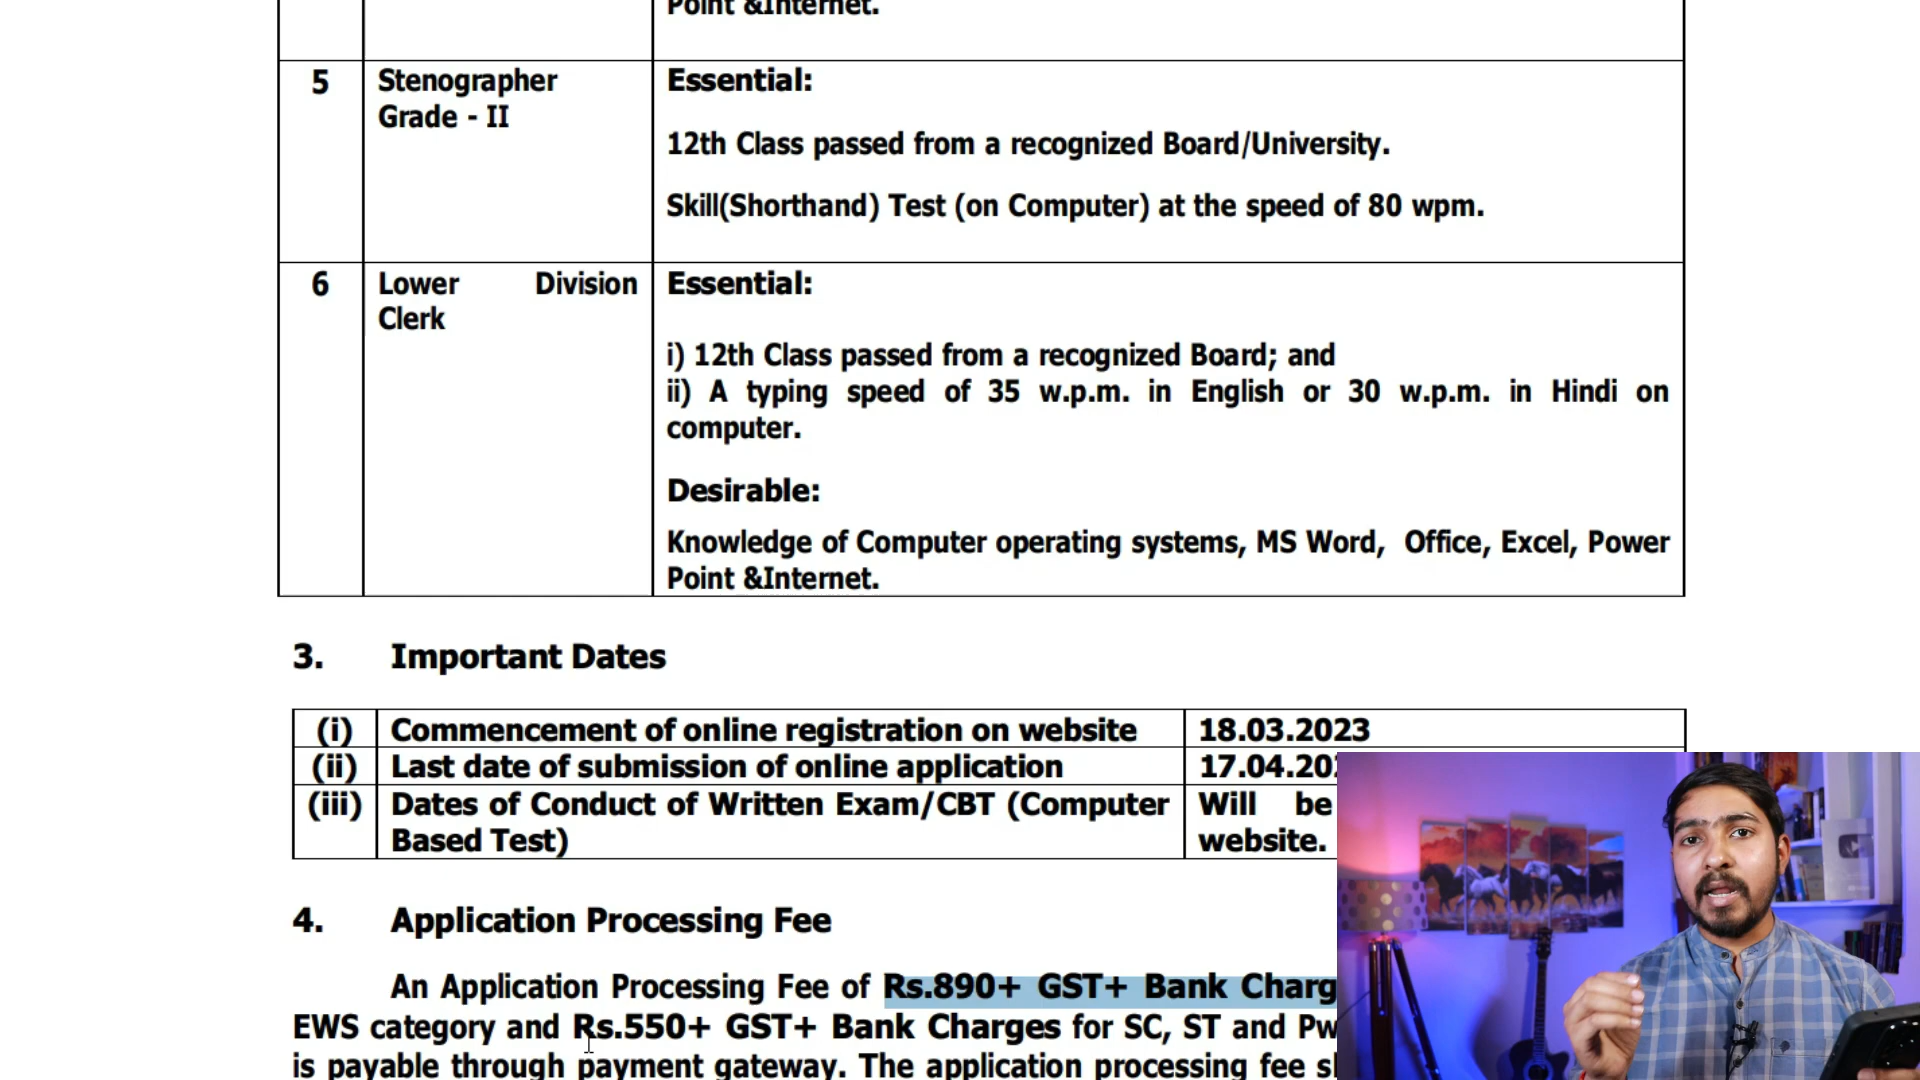 Point &Internet.
5 Stenographer Essential:
Grade - II
12th Class passed from a recognized Board/University.
Skill(Shorthand) Test (on Computer) at the speed of 80 wpm.
6 Lower Division Essential:
Clerk
i) 12th Class passed from a recognized Board; and
ii) A typing speed of 35 w.p.m. in English or 30 w.p.m. in Hindi on
computer.
Desirable:
Knowledge of Computer operating systems, MS Word, Office, Excel, Power
Point &Internet.
3. Important Dates
(i) Commencement of online registration on website 18.03.2023
(ii) Last date of submission of online application 17.04.20
(iii) Dates of Conduct of Written Exam/CBT (Computer Will be
Based Test) website.
4. Application Processing Fee
An Application Processing Fee of Rs.890+ GST+ Bank Charg
EWS category and Rs.550+ GST+ Bank Charges for SC, ST and Pw
is payable through payment gateway. The application processing fee